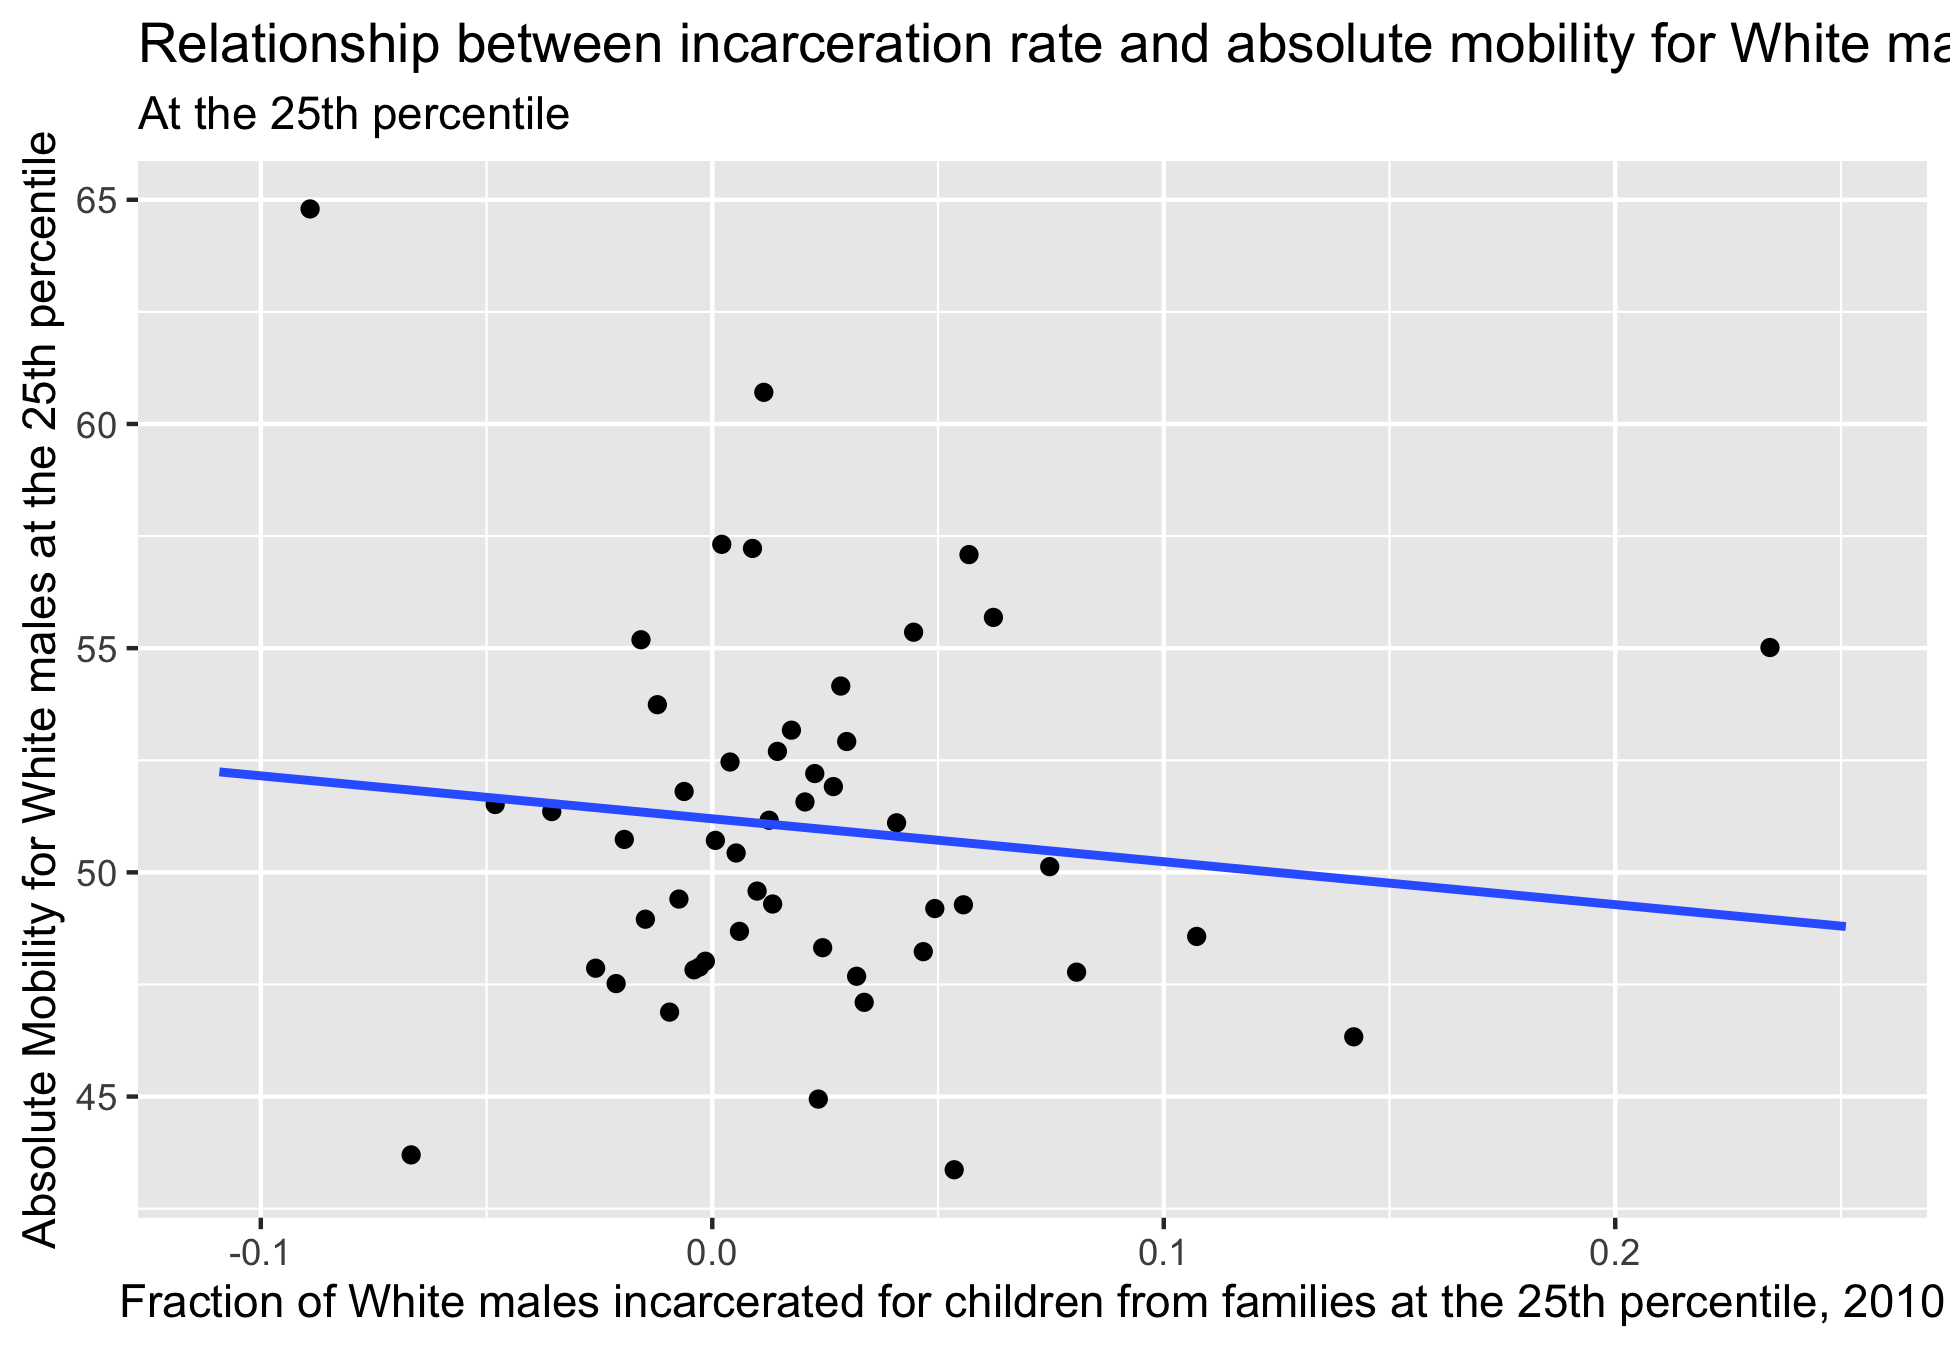 Relationship between incarceration rate and absolute mobility for White ma
At the 25th percentile
Absolute Mobility for White males at the 25th percentile
65
60
55
50
45
-0.1 0.0 0.1 0.2
Fraction of White males incarcerated for children from families at the 25th percentile, 2010